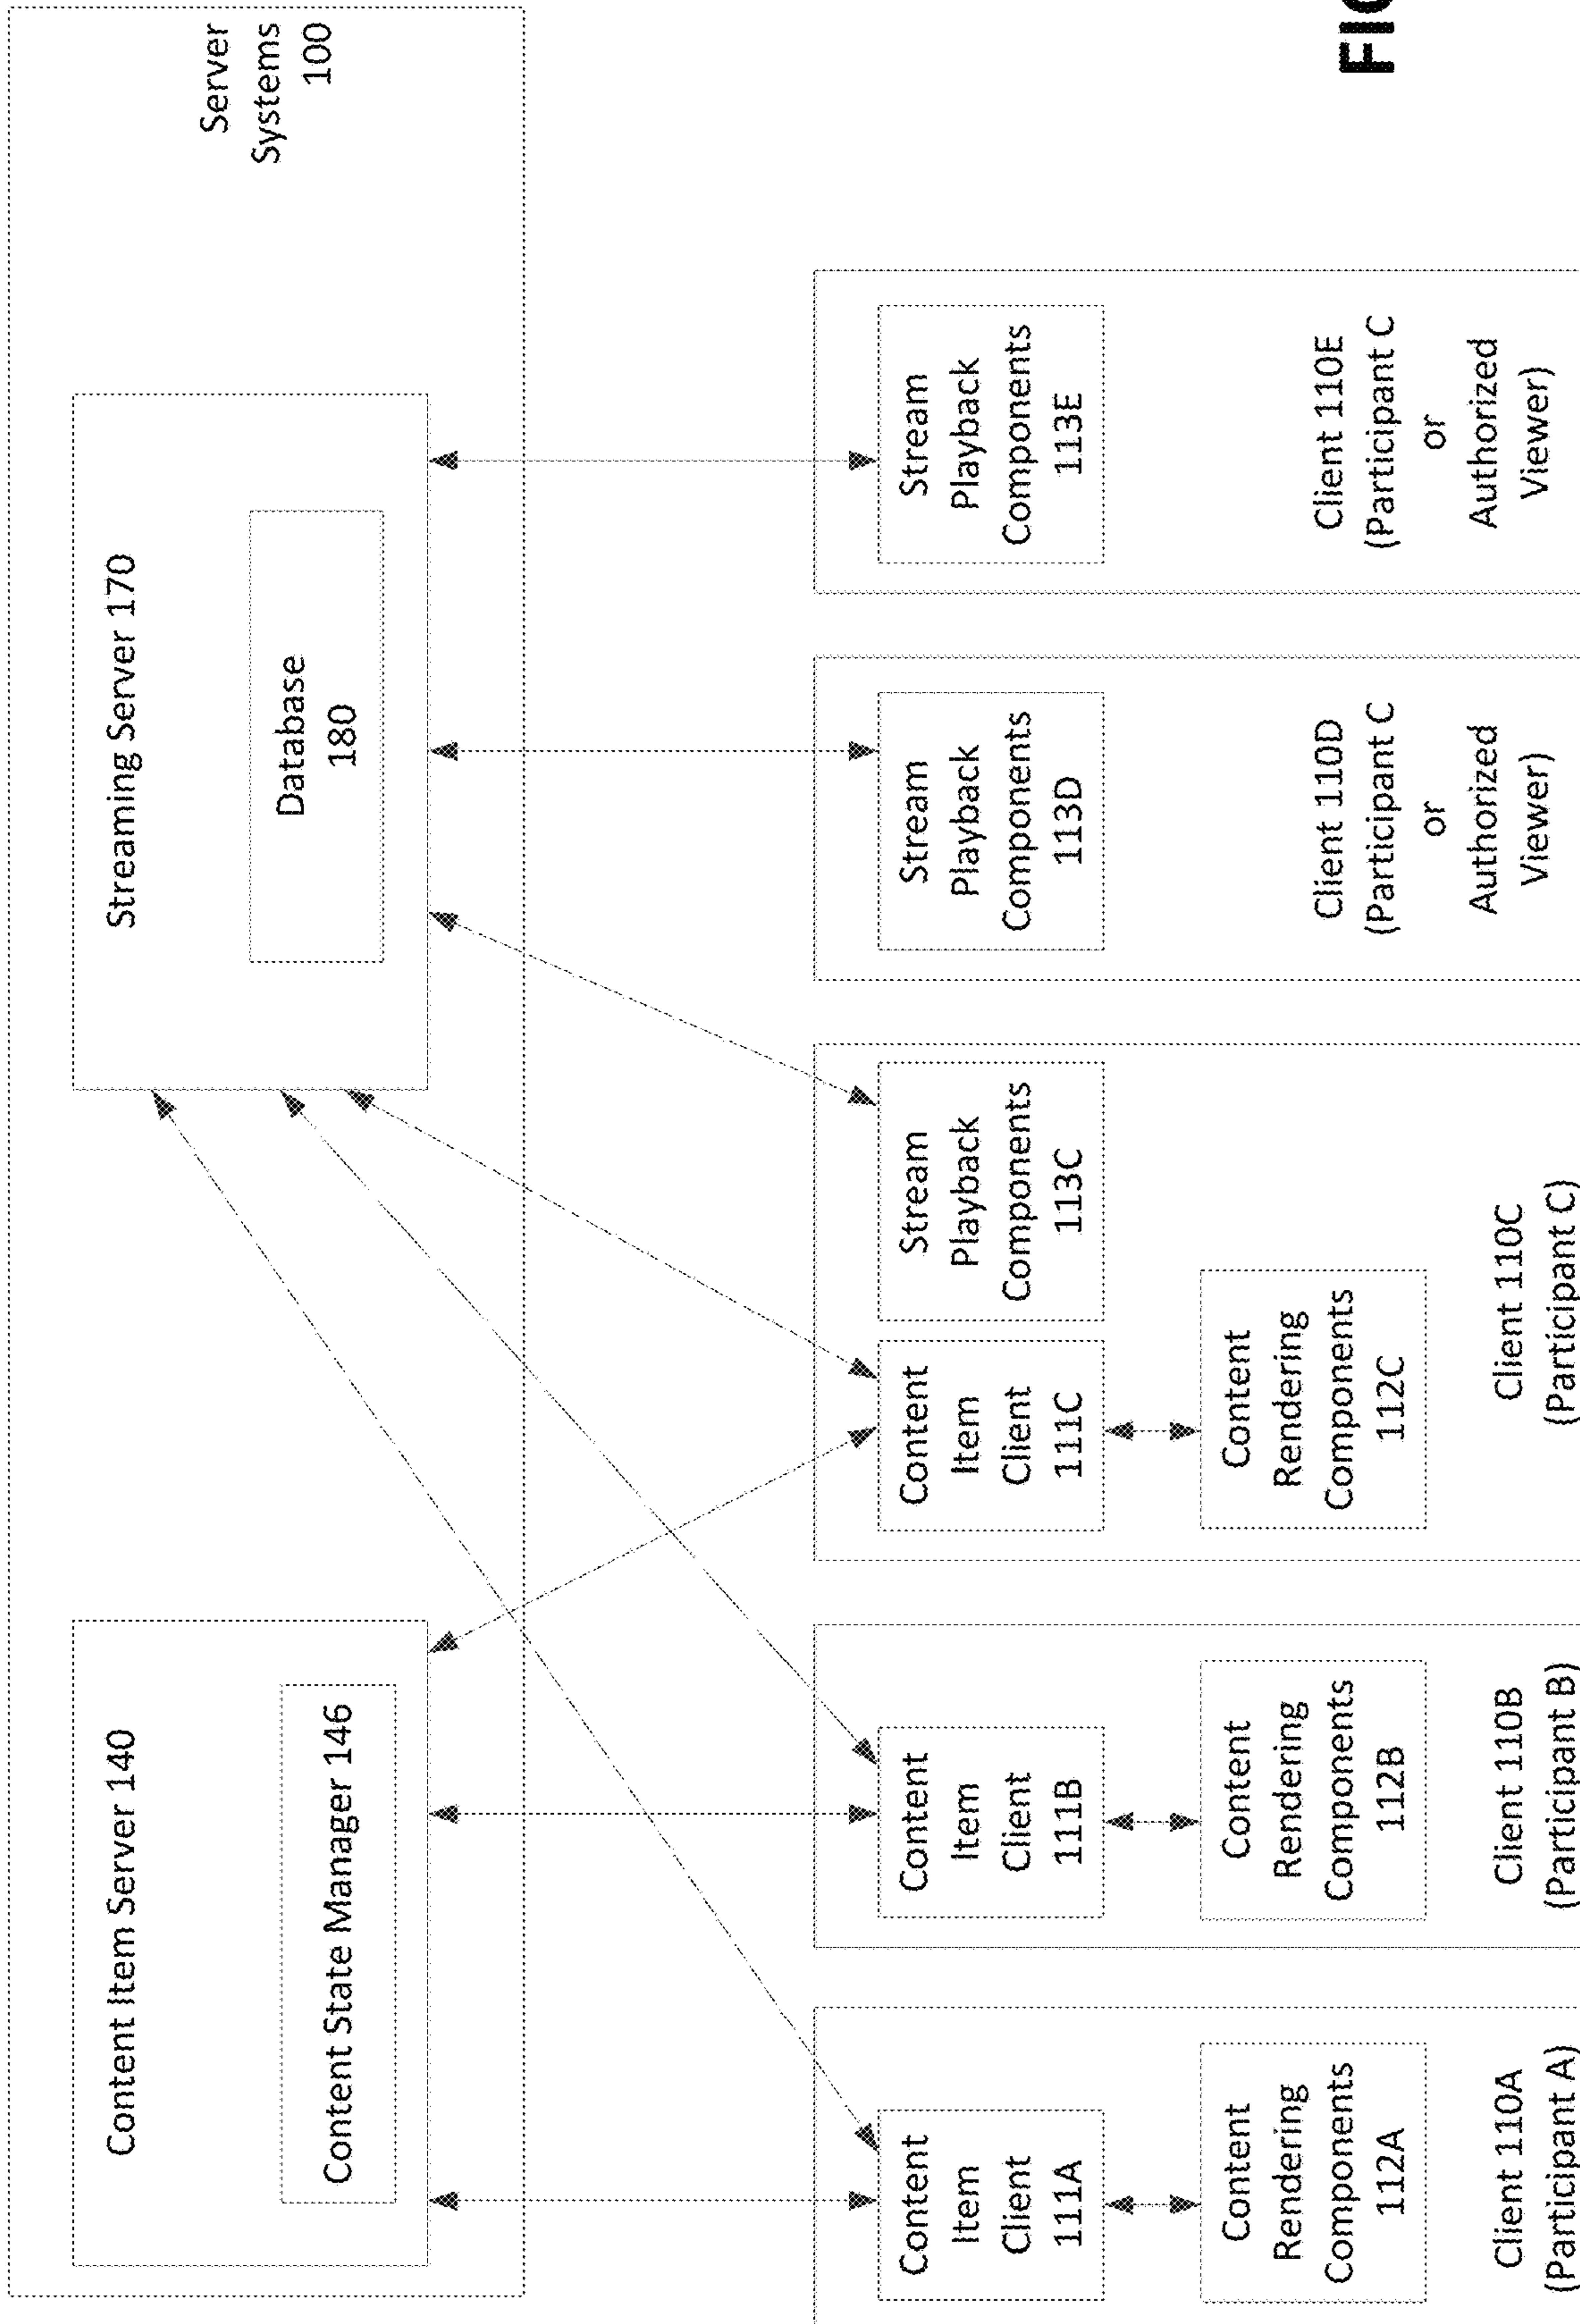 Server
Systems
100
Content Item Server 140
Content State Manager 146
Streaming Server 170
Database
180
Content
Item
Client
111A
Content
Rendering
Components
112A
Client 110A
(Participant A)
Content
Item
Client
111B
Content
Rendering
Components
112B
Client 110B
(Participant B)
Content
Item
Client
111C
Stream
Playback
Components
113C
Content
Rendering
Components
112C
Client 110C
(Participant C)
Stream
Playback
Components
113D
Client 110D
(Participant C
or
Authorized
Viewer)
Stream
Playback
Components
113E
Client 110E
(Participant C
or
Authorized
Viewer)